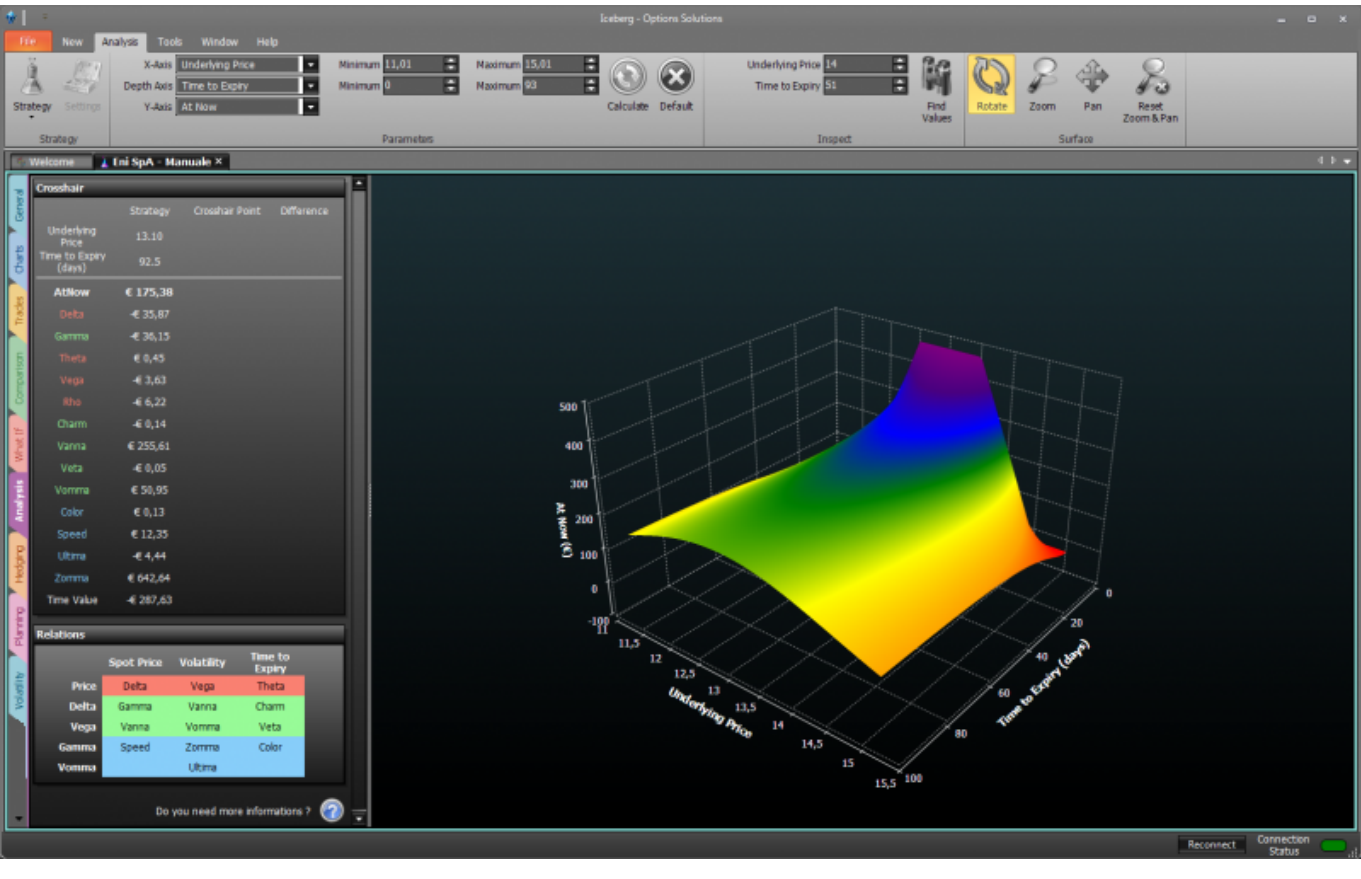 Iceberg - Options Solutions
File New Analysis Tools Window Help
X-Axis Underlying Price Minimum 11,01 Maximum 15,01 Underlying Price 14
Depth Axis Time to Expiry Minimum 0 Maximum 93 Time to Expiry 51
Y-Axis At Now
Strategy Settings Calculate Default Find Values Rotate Zoom Pan Reset Zoom & Pan
Strategy Parameters Inspect Surface
Welcome Eni SpA - Manuale ×
General
Charts
Trades
Comparison
What If
Analysis
Hedging
Planning
Volatility
Crosshair
Strategy Crosshair Point Difference
Underlying Price 13.10
Time to Expiry (days) 92.5
AtNow € 175,38
Delta -€ 35,87
Gamma -€ 36,15
Theta € 0,45
Vega -€ 3,63
Rho -€ 6,22
Charm -€ 0,14
Vanna € 255,61
Veta -€ 0,05
Vomma € 50,95
Color € 0,13
Speed € 12,35
Ultima -€ 4,44
Zomma € 642,64
Time Value -€ 287,63
Relations
Spot Price Volatility Time to Expiry
Price Delta Vega Theta
Delta Gamma Vanna Charm
Vega Vanna Vomma Veta
Gamma Speed Zomma Color
Vomma Ultima
Do you need more informations ?
500
400
300
200
100
0
-100
At Now (€)
11
11,5
12
12,5
13
13,5
14
14,5
15
15,5
Underlying Price
0
20
40
60
80
100
Time to Expiry (days)
Reconnect Connection Status